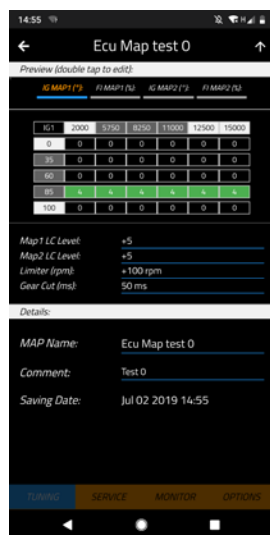 14:55
Ecu Map test 0
Preview (double tap to edit):
IG MAP1 (°): FI MAP1 (%): IG MAP2 (°): FI MAP2 (%):
IG1 2000 5750 8250 11000 12500 15000
0 0 0 0 0 0 0
35 0 0 0 0 0 0
60 0 0 0 0 0 0
85 4 4 4 4 4 4
100 0 0 0 0 0 0
Map1 LC Level: +5
Map2 LC Level: +5
Limiter (rpm): +100 rpm
Gear Cut (ms): 50 ms
Details:
MAP Name: Ecu Map test 0
Comment: Test 0
Saving Date: Jul 02 2019 14:55
TUNING SERVICE MONITOR OPTIONS